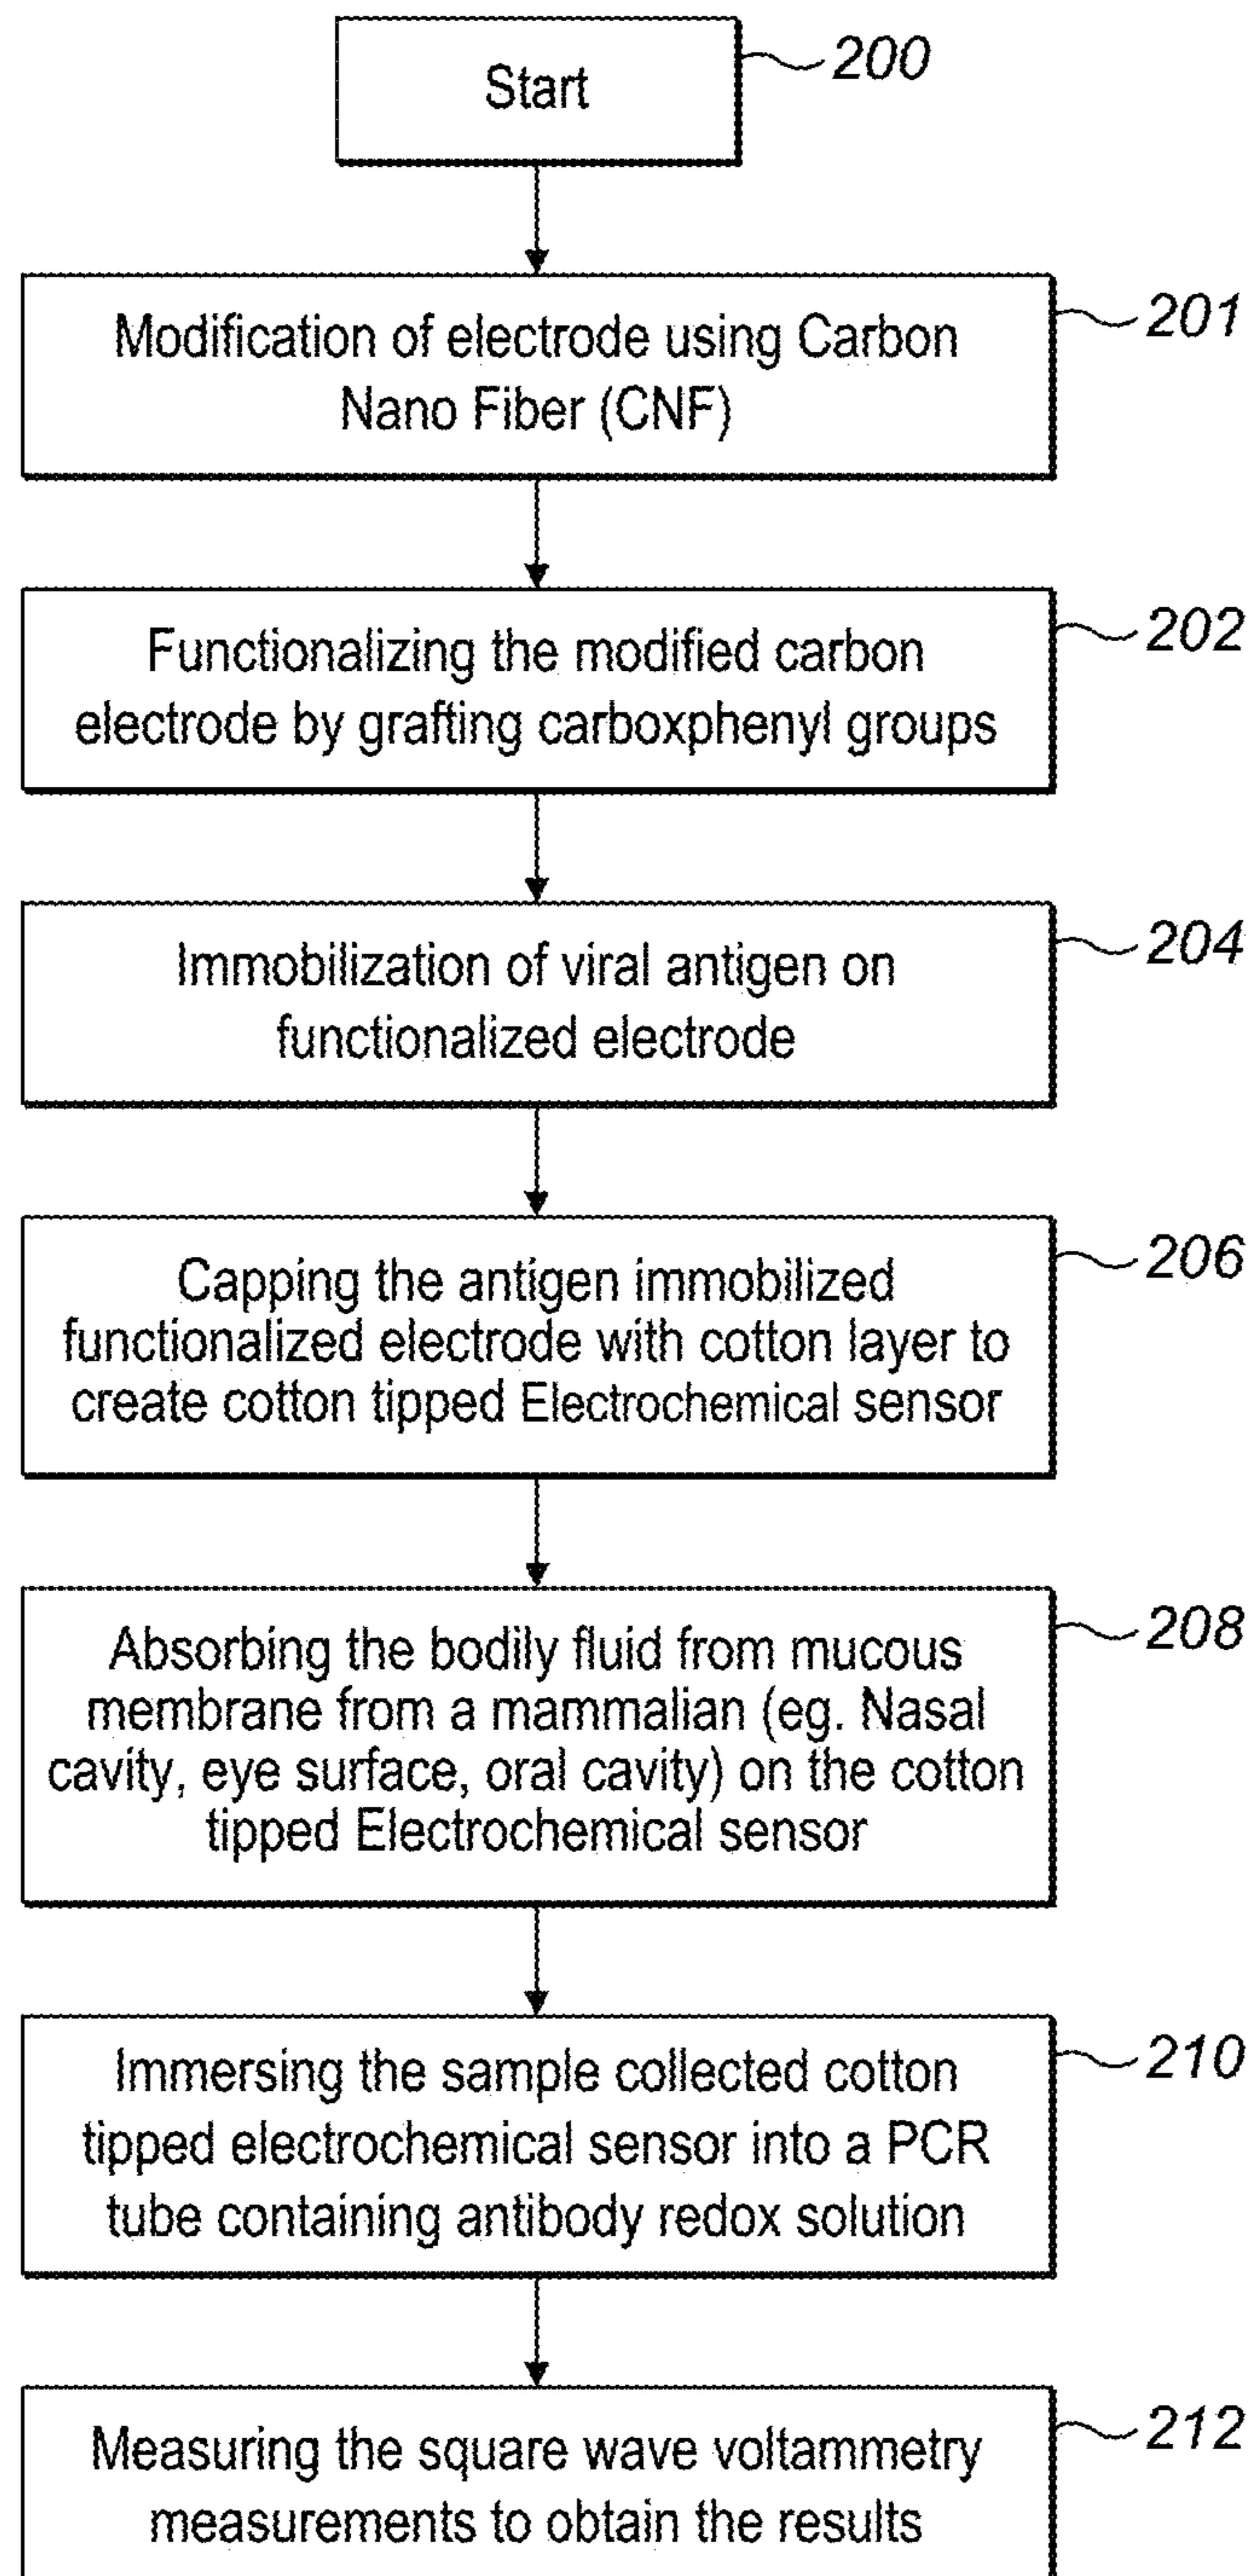 Start
200
Modification of electrode using Carbon
Nano Fiber (CNF)
201
Functionalizing the modified carbon
electrode by grafting carboxphenyl groups
202
Immobilization of viral antigen on
functionalized electrode
204
Capping the antigen immobilized
functionalized electrode with cotton layer to
create cotton tipped Electrochemical sensor
206
Absorbing the bodily fluid from mucous
membrane from a mammalian (eg. Nasal
cavity, eye surface, oral cavity) on the cotton
tipped Electrochemical sensor
208
Immersing the sample collected cotton
tipped electrochemical sensor into a PCR
tube containing antibody redox solution
210
Measuring the square wave voltammetry
measurements to obtain the results
212